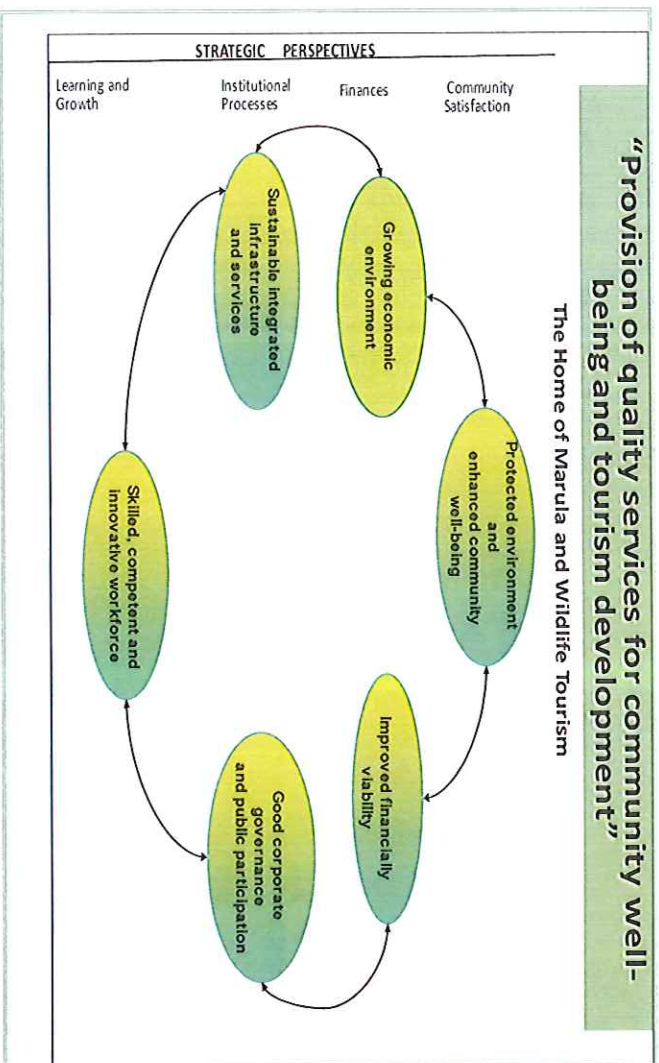 “Provision of quality services for community well-
being and tourism development”
The Home of Marula and Wildlife Tourism
STRATEGIC PERSPECTIVES
Community
Satisfaction
Protected environment
and
enhanced community
well-being
Finances
Growing economic
environment
Improved financially
viability
Institutional
Processes
Sustainable integrated
infrastructure
and services
Good corporate
governance
and public participation
Learning and
Growth
Skilled, competent and
innovative workforce